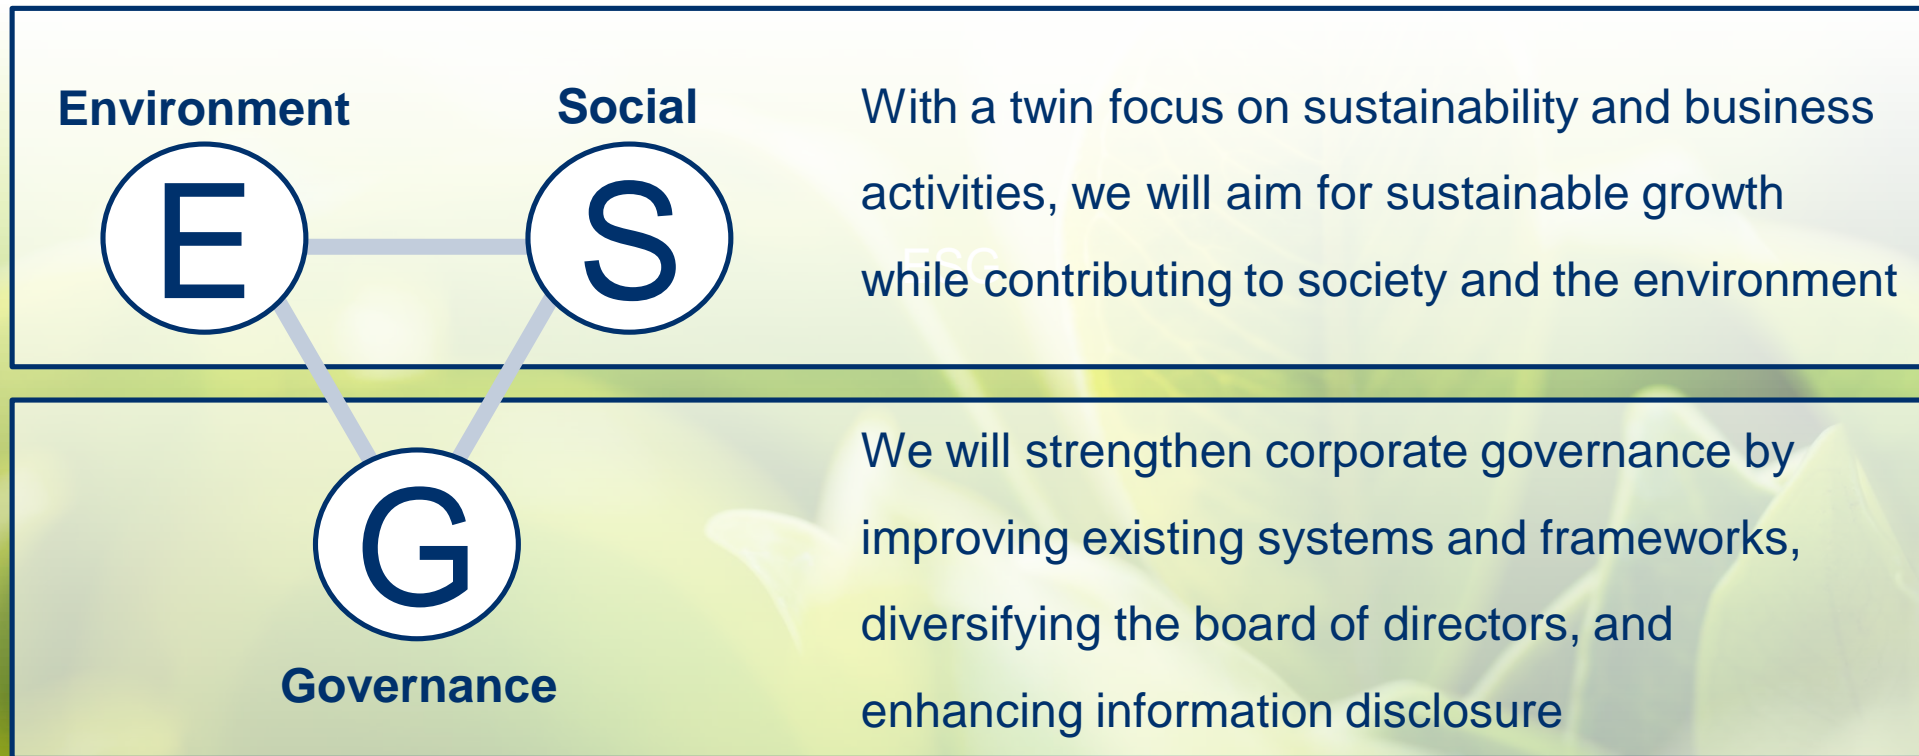 Environment
Social
E
S
With a twin focus on sustainability and business
activities, we will aim for sustainable growth
while contributing to society and the environment
ESC
G
Governance
We will strengthen corporate governance by
improving existing systems and frameworks,
diversifying the board of directors, and
enhancing information disclosure